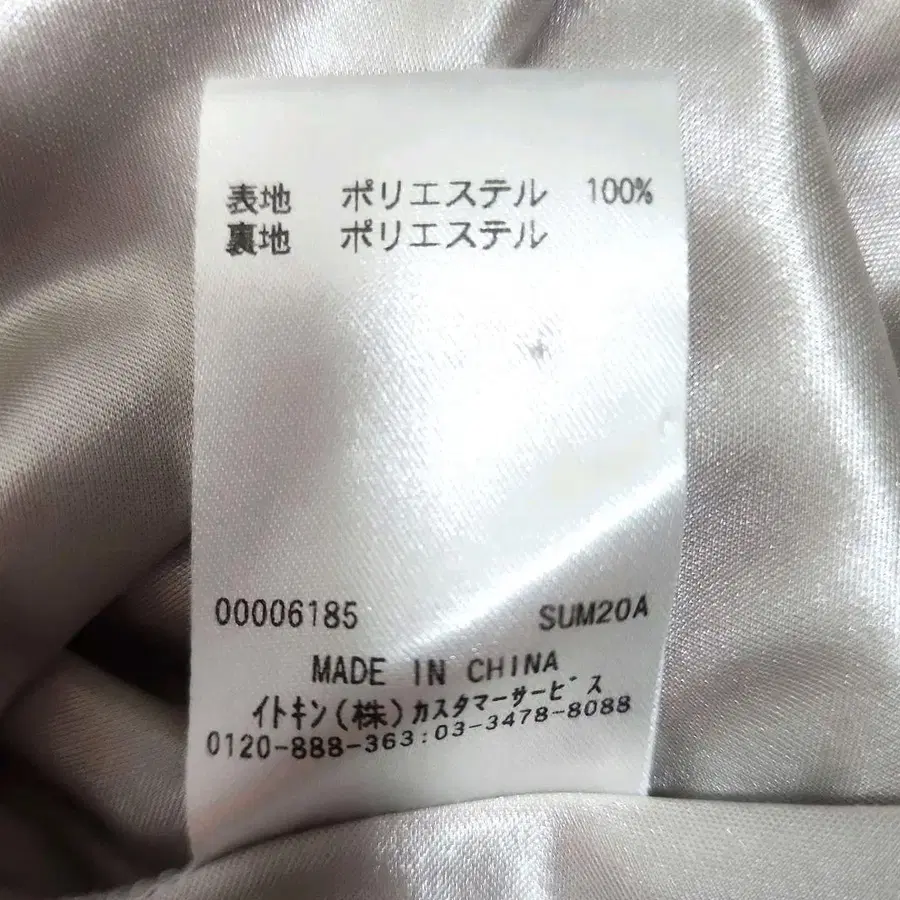 表地 ポリエステル 100%
裏地 ポリエステル
00006185 SUM20A
MADE IN CHINA
イトキン(株)カスタマーサービス
0120-888-363:03-3478-8088